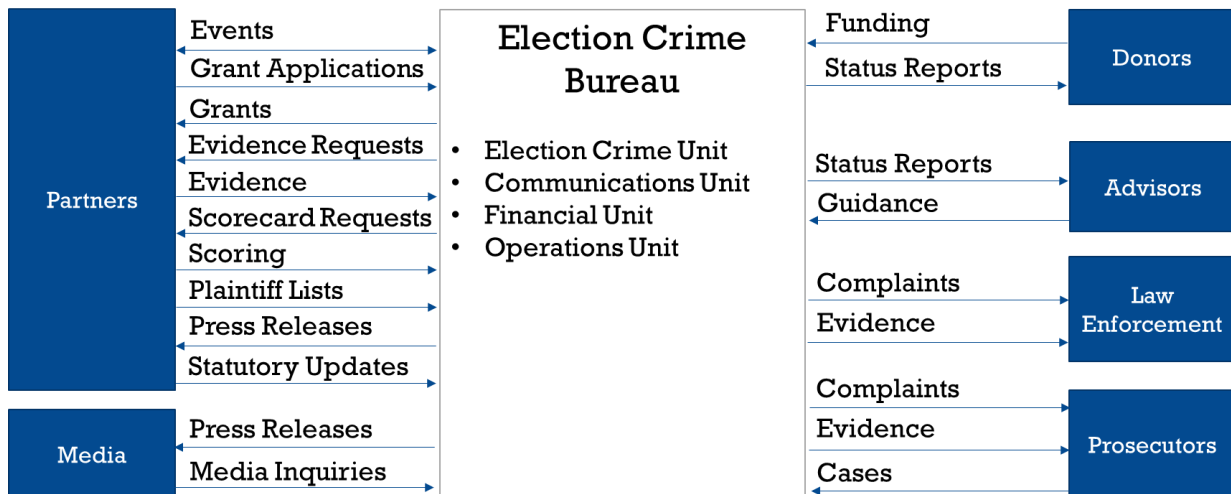 Partners
Events
Grant Applications
Grants
Evidence Requests
Evidence
Scorecard Requests
Scoring
Plaintiff Lists
Press Releases
Statutory Updates
Media
Press Releases
Media Inquiries
Election Crime
Bureau
• Election Crime Unit
• Communications Unit
• Financial Unit
• Operations Unit
Funding
Status Reports
Donors
Status Reports
Guidance
Advisors
Complaints
Evidence
Law
Enforcement
Complaints
Evidence
Cases
Prosecutors